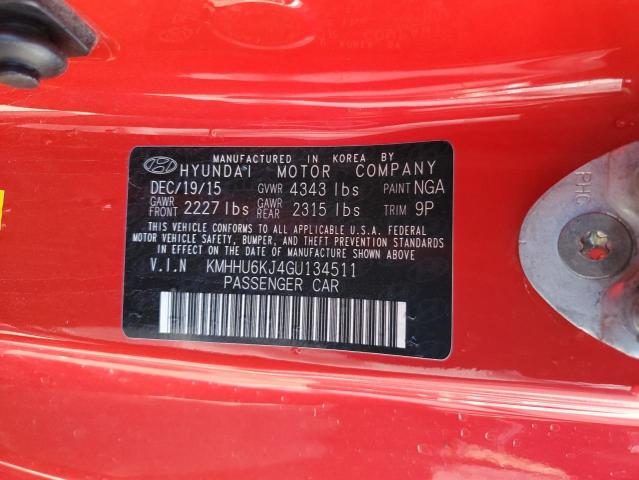 MANUFACTURED IN KOREA BY
HYUNDAI MOTOR COMPANY
DEC/19/15 GVWR 4343 lbs PAINT NGA
GAWR FRONT 2227 lbs GAWR REAR 2315 lbs TRIM 9P
THIS VEHICLE CONFORMS TO ALL APPLICABLE U.S.A. FEDERAL
MOTOR VEHICLE SAFETY, BUMPER, AND THEFT PREVENTION STANDARDS
IN EFFECT ON THE DATE OF MANUFACTURE SHOWN ABOVE.
V.I.N KMHHU6KJ4GU134511
PASSENGER CAR
PHC